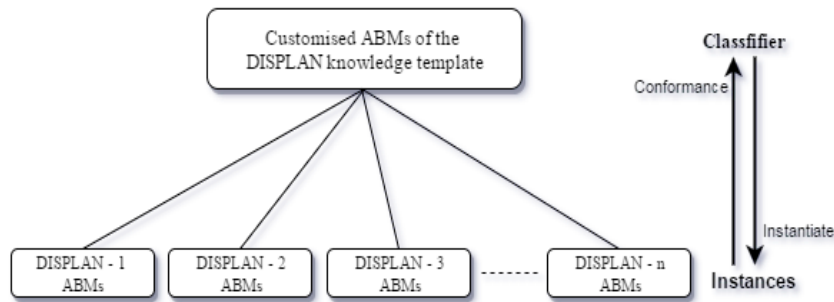 Customised ABMs of the
DISPLAN knowledge template
Classfifier
Conformance
Instantiate
DISPLAN - 1
ABMs
DISPLAN - 2
ABMs
DISPLAN - 3
ABMs
DISPLAN - n
ABMs
Instances